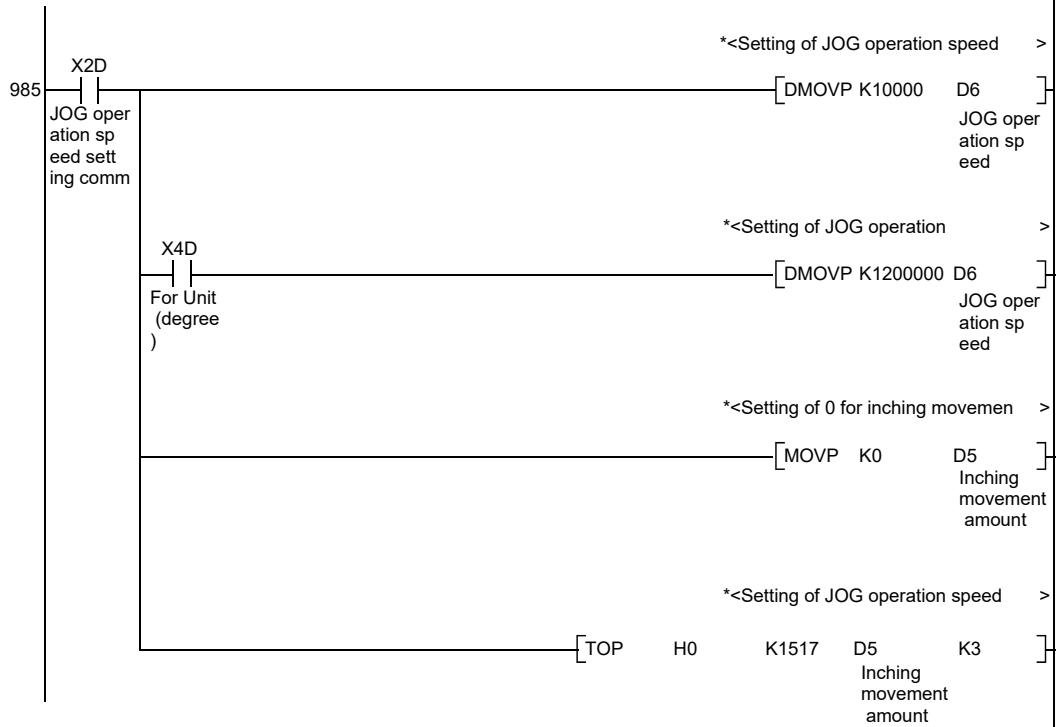 *<Setting of JOG operation speed >
X2D
985
DMOVP K10000 D6
JOG oper
ation sp
eed sett
ing comm
JOG oper
ation sp
eed
*<Setting of JOG operation >
X4D
DMOVP K1200000 D6
For Unit
(degree
)
JOG oper
ation sp
eed
*<Setting of 0 for inching movemen >
MOVP K0 D5
Inching
movement
amount
*<Setting of JOG operation speed >
TOP H0 K1517 D5 K3
Inching
movement
amount